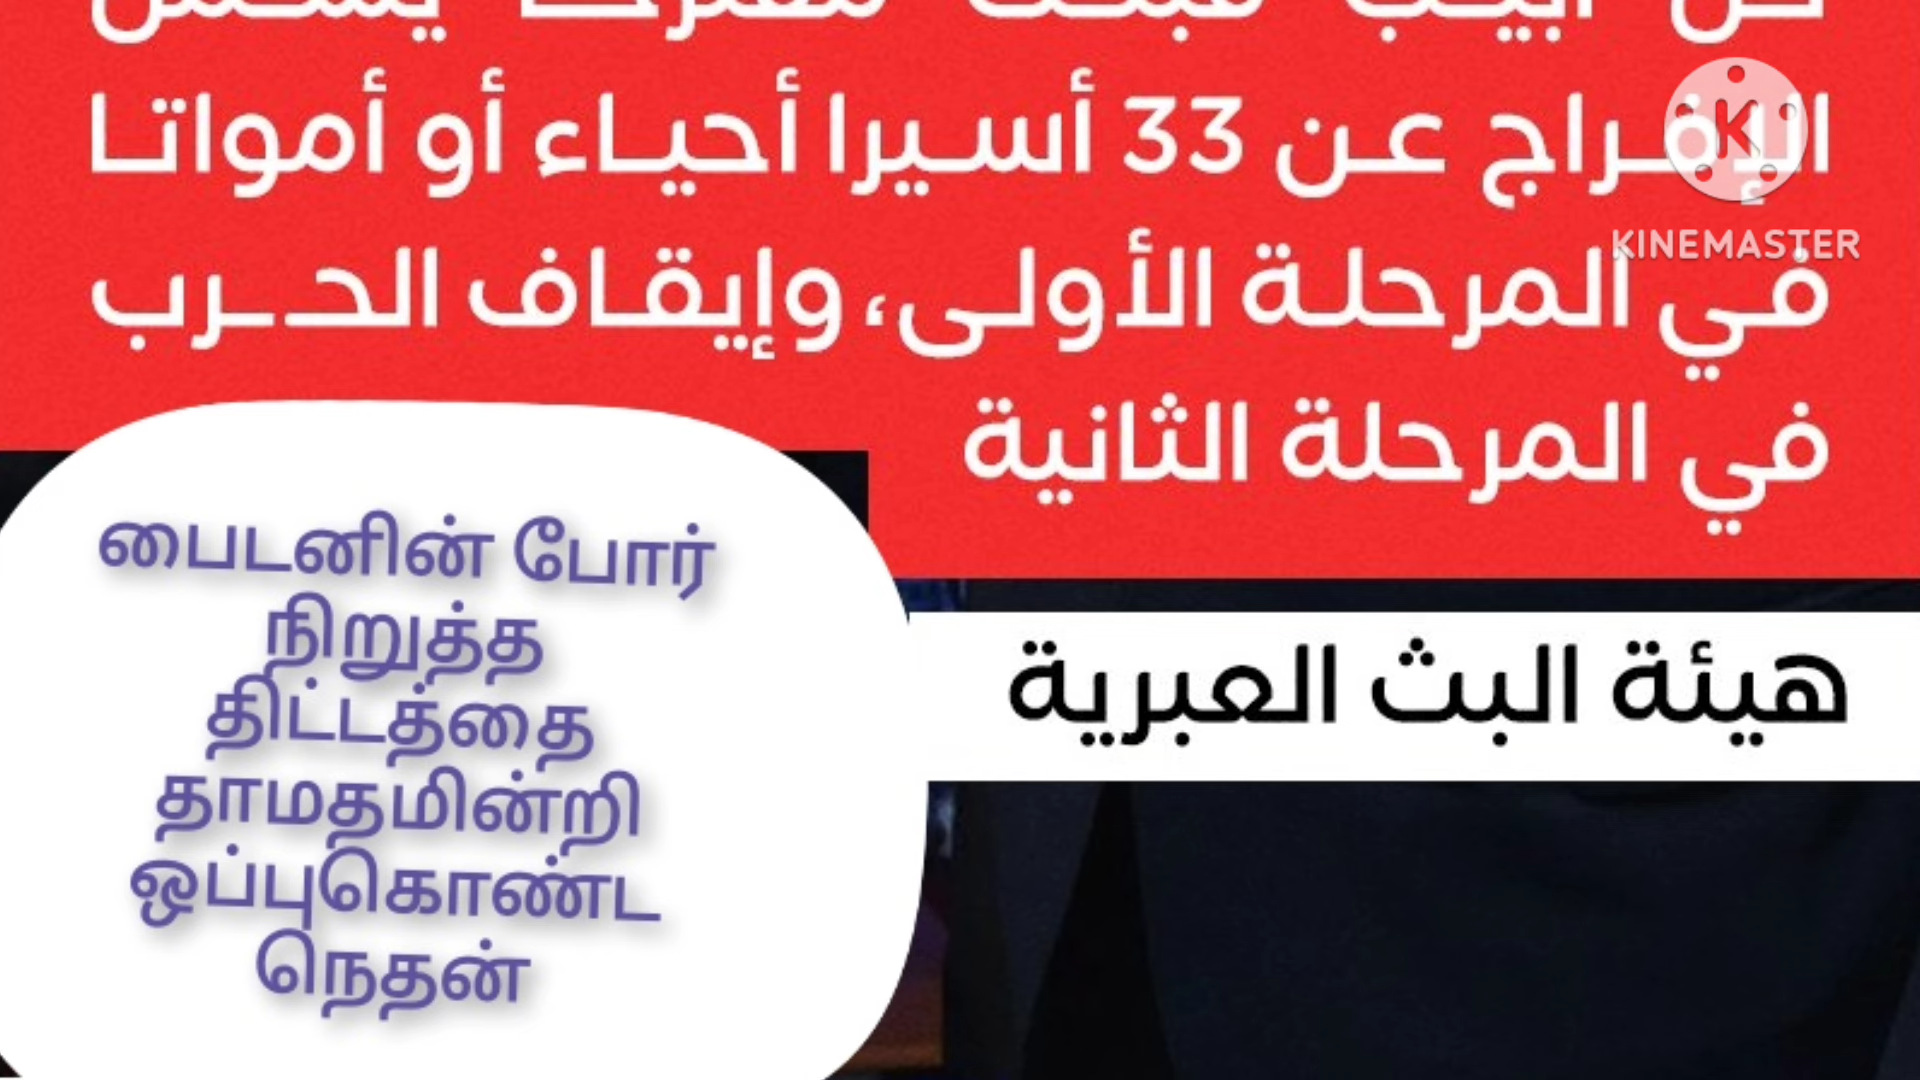 الإفراج عن 33 أسيرا أحياء أو أمواتا
في المرحلة الأولى، وإيقاف الحرب
في المرحلة الثانية
هيئة البث العبرية
பைடனின் போர்
நிறுத்த
திட்டத்தை
தாமதமின்றி
ஒப்புகொண்ட
நெதன்
KINEMASTER